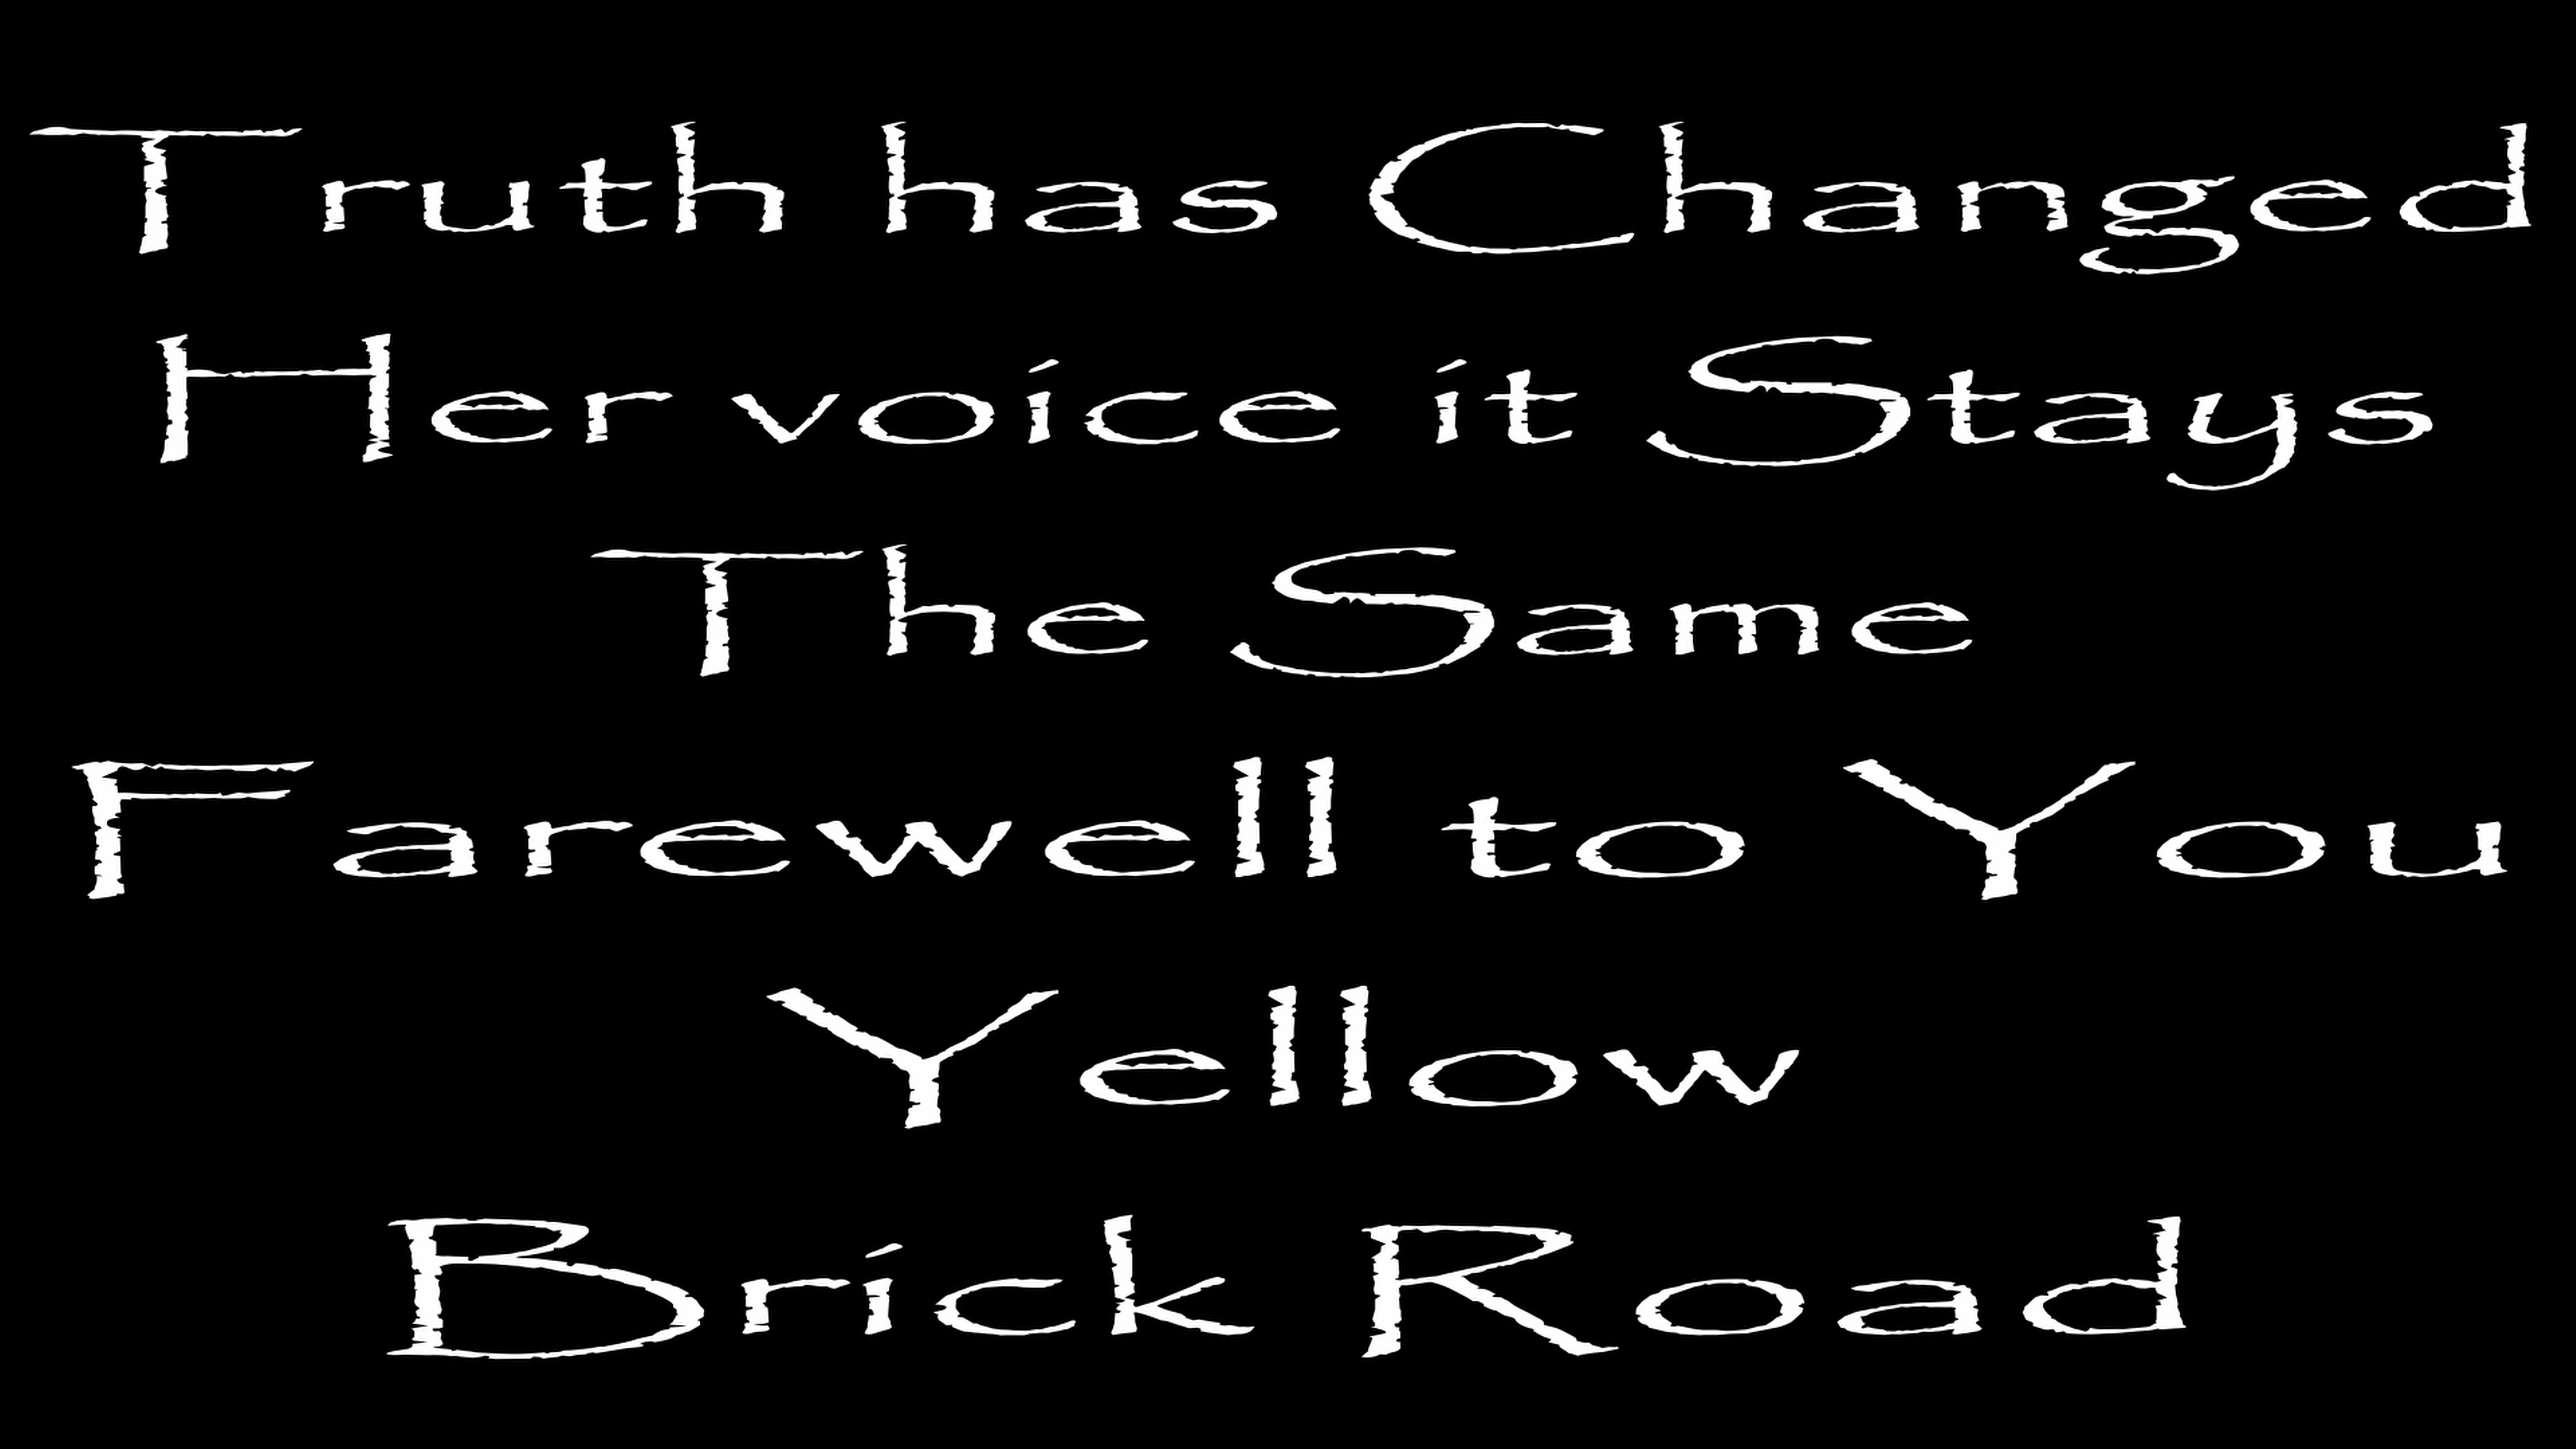 Truth has Changed
Her voice it Stays
The Same
Farewell to You
Yellow
Brick Road